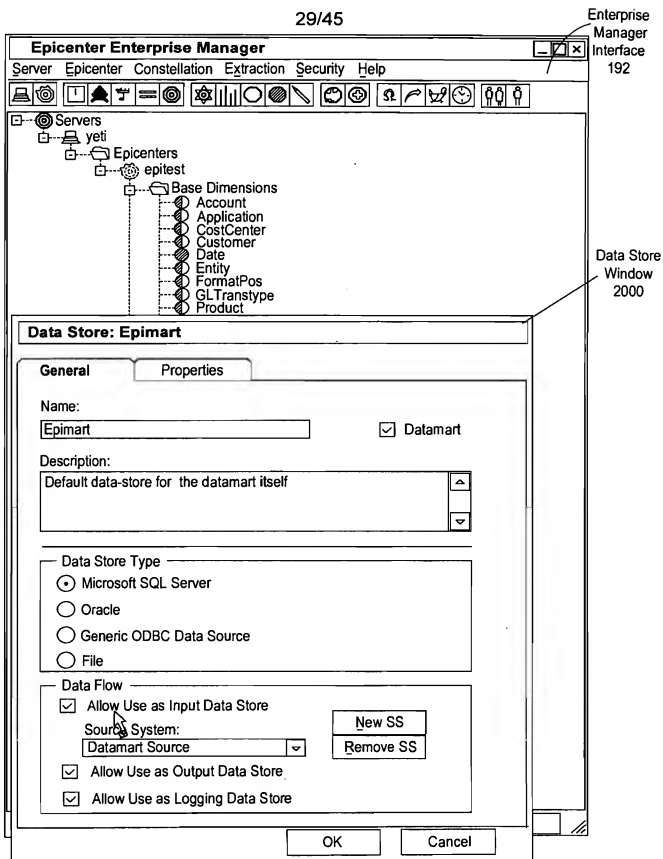 29/45
Enterprise
Manager
Interface
192
Epicenter Enterprise Manager
Server Epicenter Constellation Extraction Security Help
Servers
yeti
Epicenters
epitest
Base Dimensions
Account
Application
CostCenter
Customer
Date
Entity
FormatPos
GLTranstype
Product
Data Store
Window
2000
Data Store: Epimart
General Properties
Name:
Epimart
Datamart
Description:
Default data-store for the datamart itself
Data Store Type
Microsoft SQL Server
Oracle
Generic ODBC Data Source
File
Data Flow
Allow Use as Input Data Store
New SS
Source System:
Datamart Source
Remove SS
Allow Use as Output Data Store
Allow Use as Logging Data Store
OK Cancel